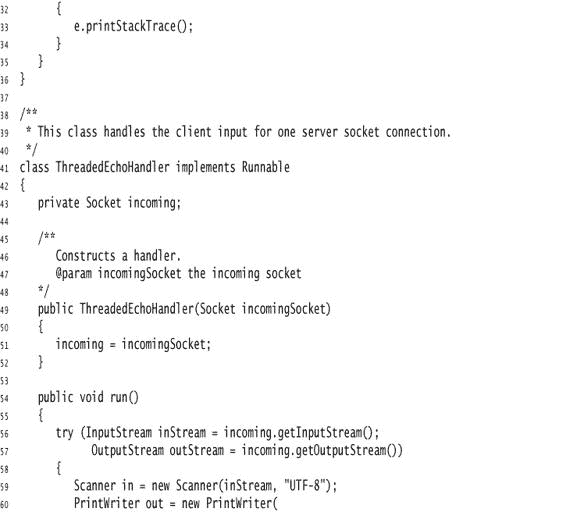 32 {
33 e.printStackTrace();
34 }
35 }
36 }
37
38 /**
39 * This class handles the client input for one server socket connection.
40 */
41 class ThreadedEchoHandler implements Runnable
42 {
43 private Socket incoming;
44
45 /**
46 Constructs a handler.
47 @param incomingSocket the incoming socket
48 */
49 public ThreadedEchoHandler(Socket incomingSocket)
50 {
51 incoming = incomingSocket;
52 }
53
54 public void run()
55 {
56 try (InputStream inStream = incoming.getInputStream();
57 OutputStream outStream = incoming.getOutputStream())
58 {
59 Scanner in = new Scanner(inStream, "UTF-8");
60 PrintWriter out = new PrintWriter(